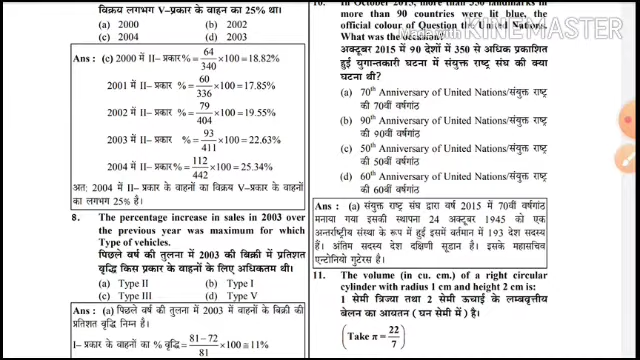 विक्रय लगभग V-प्रकार के वाहन का 25% था।
(a) 2000 (b) 2002
(c) 2004 (d) 2003
Ans : (c) 2000 में II– प्रकार% = 64/340 ×100 = 18.82%
2001 में II– प्रकार % = 60/336 ×100 = 17.85%
2002 में II– प्रकार % = 79/404 ×100 = 19.55%
2003 में II– प्रकार % = 93/411 ×100 = 22.63%
2004 में II– प्रकार% = 112/442 ×100 = 25.34%
अत: 2004 में II–प्रकार के वाहनों का विक्रय V–प्रकार के वाहनों
का लगभग 25% है।
8. The percentage increase in sales in 2003 over
the previous year was maximum for which
Type of vehicles.
पिछले वर्ष की तुलना में 2003 की बिक्री में प्रतिशत
वृद्धि किस प्रकार के वाहनों के लिए अधिकतम थी।
(a) Type II (b) Type I
(c) Type III (d) Type V
Ans : (a) पिछले वर्ष की तुलना में 2003 में वाहनों के बिक्री की
प्रतिशत वृद्धि निम्न है।
I– प्रकार के वाहनों का % वृद्धि = 81–72/81 ×100 ≅ 11%
more than 90 countries were lit blue, the
official colour of Question the United Nations.
What was the occasion?
अक्टूबर 2015 में 90 देशों में 350 से अधिक प्रकाशित
हुई युगान्तकारी घटना में संयुक्त राष्ट्र संघ की क्या
घटना थी?
(a) 70th Anniversary of United Nations/संयुक्त राष्ट्र
की 70वीं वर्षगांठ
(b) 90th Anniversary of United Nations/संयुक्त राष्ट्र
की 90वीं वर्षगांठ
(c) 50th Anniversary of United Nations/संयुक्त राष्ट्र
की 50वीं वर्षगांठ
(d) 60th Anniversary of United Nations/संयुक्त राष्ट्र
की 60वीं वर्षगांठ
Ans : (a) संयुक्त राष्ट्र संघ द्वारा वर्ष 2015 में 70वीं वर्षगांठ
मनाया गया इसकी स्थापना 24 अक्टूबर 1945 को एक
अन्तर्राष्ट्रीय संस्था के रूप में हुई इसमें वर्तमान में 193 देश सदस्य
हैं। अंतिम सदस्य देश दक्षिणी सूडान है। इसके महासचिव
एन्टोनियो गुटेरस है।
11. The volume (in cu. cm.) of a right circular
cylinder with radius 1 cm and height 2 cm is:
1 सेमी त्रिज्या तथा 2 सेमी ऊचाई के लम्बवृत्तीय
बेलन का आयतन (घन सेमी में) है।
(Take π = 22/7)
Made with KINEMASTER